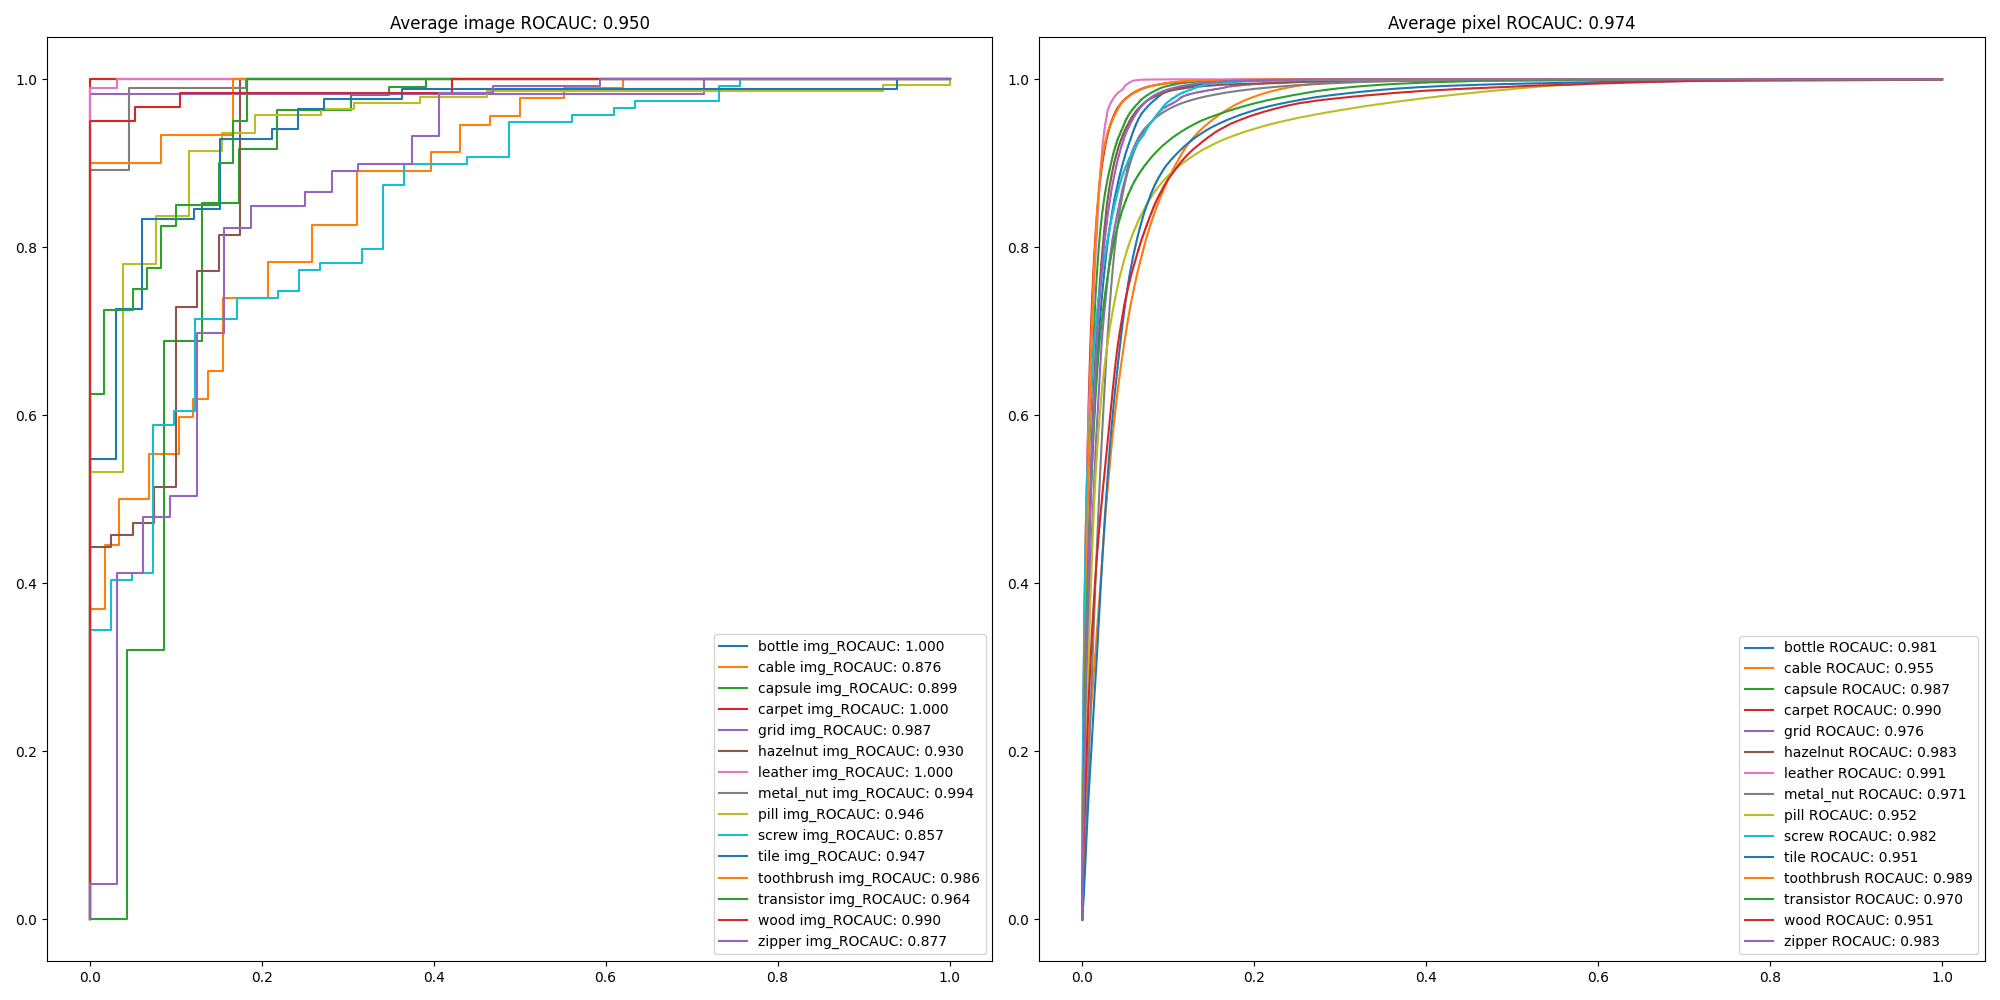 Average image ROCAUC: 0.950
1.0
0.8
0.6
0.4
0.2
0.0
0.0 0.2 0.4 0.6 0.8 1.0
bottle img_ROCAUC: 1.000
cable img_ROCAUC: 0.876
capsule img_ROCAUC: 0.899
carpet img_ROCAUC: 1.000
grid img_ROCAUC: 0.987
hazelnut img_ROCAUC: 0.930
leather img_ROCAUC: 1.000
metal_nut img_ROCAUC: 0.994
pill img_ROCAUC: 0.946
screw img_ROCAUC: 0.857
tile img_ROCAUC: 0.947
toothbrush img_ROCAUC: 0.986
transistor img_ROCAUC: 0.964
wood img_ROCAUC: 0.990
zipper img_ROCAUC: 0.877
Average pixel ROCAUC: 0.974
1.0
0.8
0.6
0.4
0.2
0.0
0.0 0.2 0.4 0.6 0.8 1.0
bottle ROCAUC: 0.981
cable ROCAUC: 0.955
capsule ROCAUC: 0.987
carpet ROCAUC: 0.990
grid ROCAUC: 0.976
hazelnut ROCAUC: 0.983
leather ROCAUC: 0.991
metal_nut ROCAUC: 0.971
pill ROCAUC: 0.952
screw ROCAUC: 0.982
tile ROCAUC: 0.951
toothbrush ROCAUC: 0.989
transistor ROCAUC: 0.970
wood ROCAUC: 0.951
zipper ROCAUC: 0.983